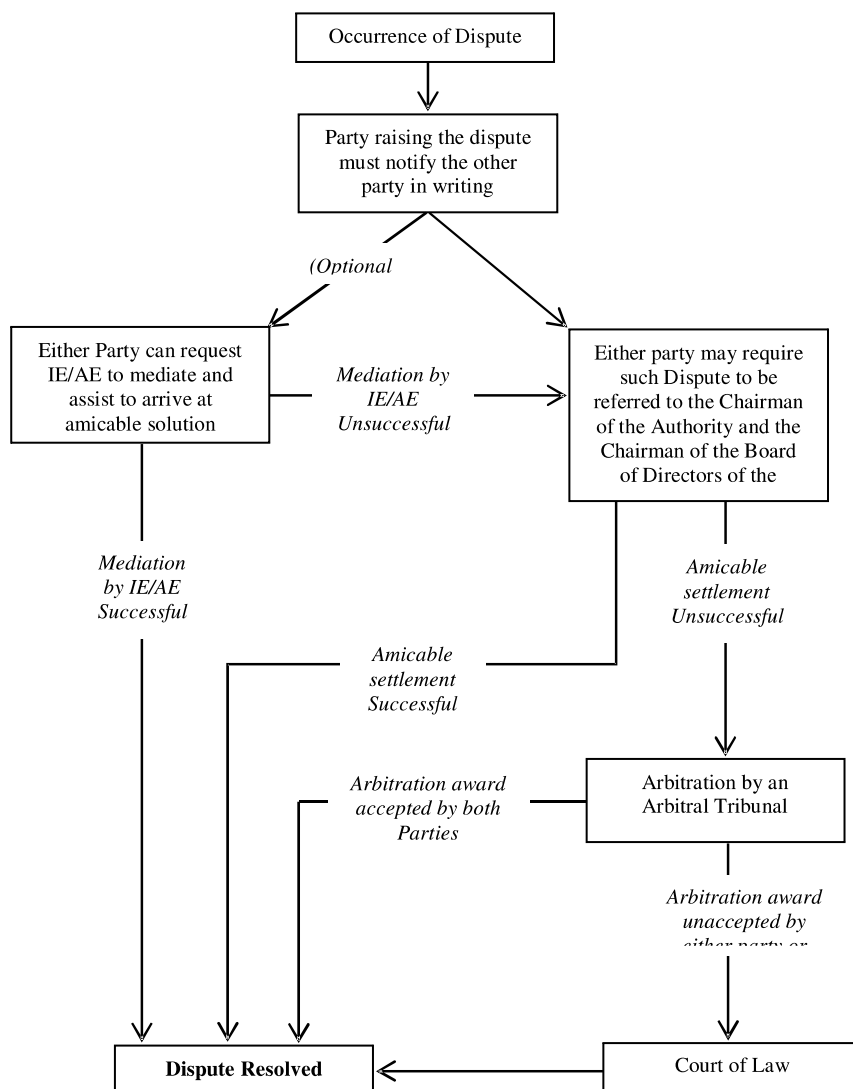 Occurrence of Dispute
Party raising the dispute
must notify the other
party in writing
(Optional
Either Party can request
IE/AE to mediate and
assist to arrive at
amicable solution
Mediation by
IE/AE
Unsuccessful
Either party may require
such Dispute to be
referred to the Chairman
of the Authority and the
Chairman of the Board
of Directors of the
Mediation
by IE/AE
Successful
Amicable
settlement
Unsuccessful
Amicable
settlement
Successful
Arbitration award
accepted by both
Parties
Arbitration by an
Arbitral Tribunal
Arbitration award
unaccepted by
either party or
Dispute Resolved
Court of Law